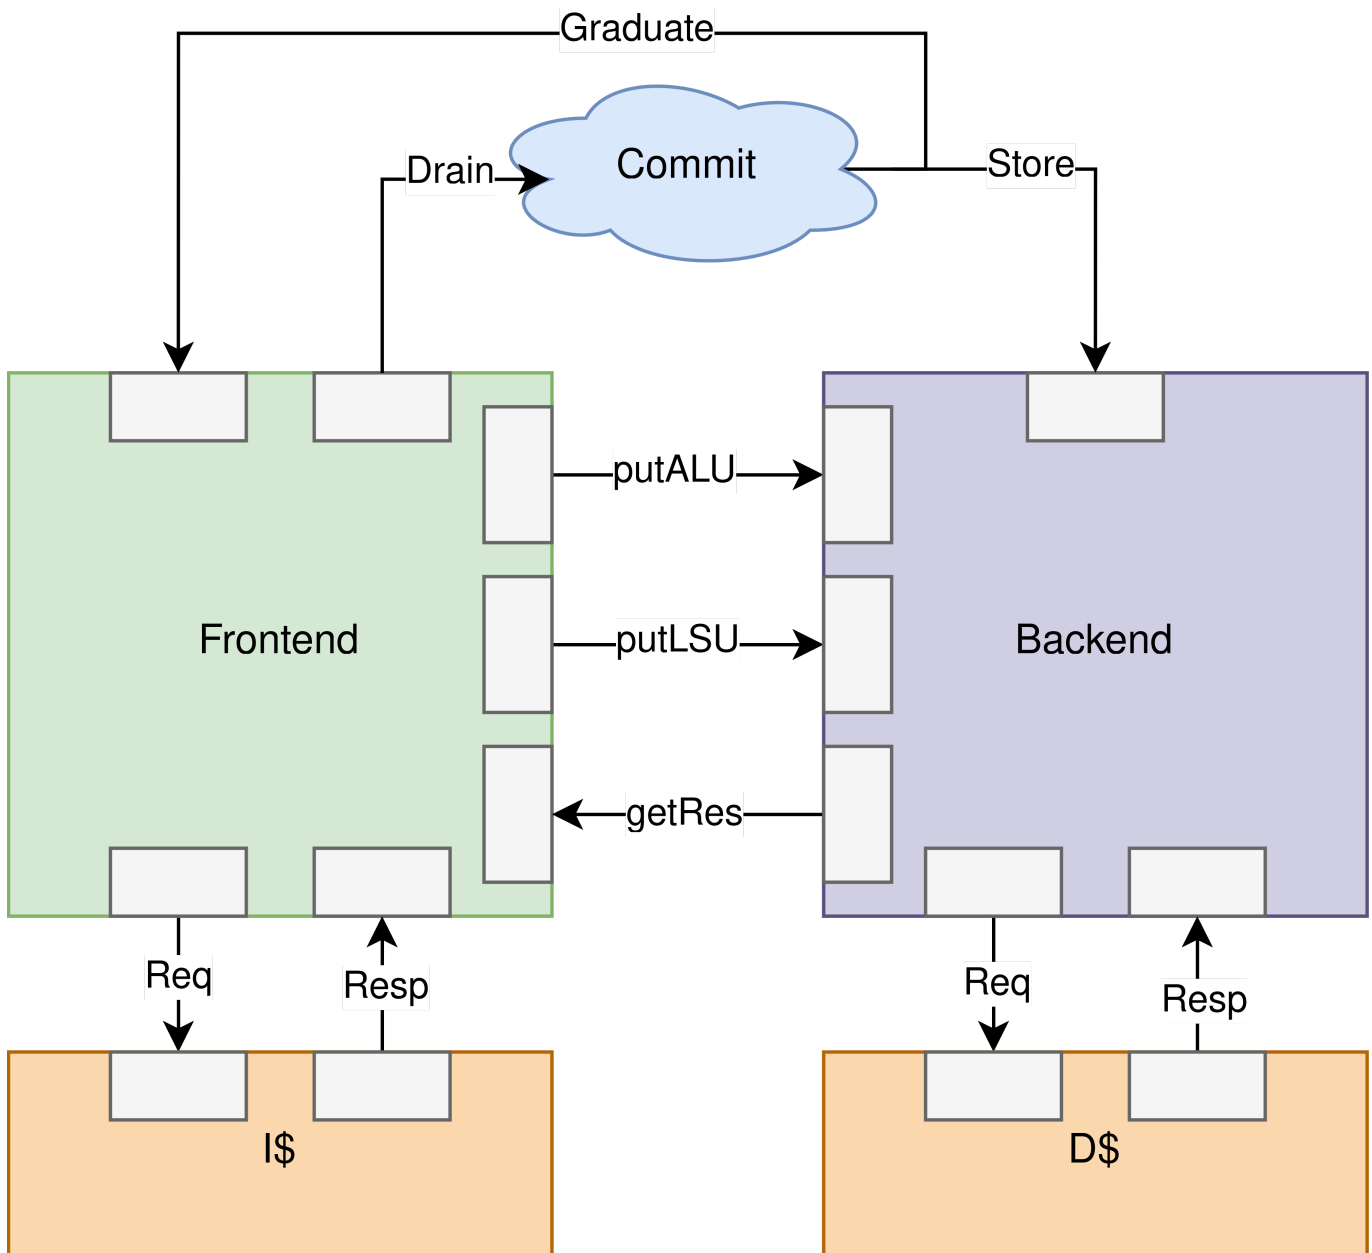 Graduate
Commit
Drain
Store
putALU
Frontend
putLSU
Backend
getRes
Req
Resp
Req
Resp
I$
D$